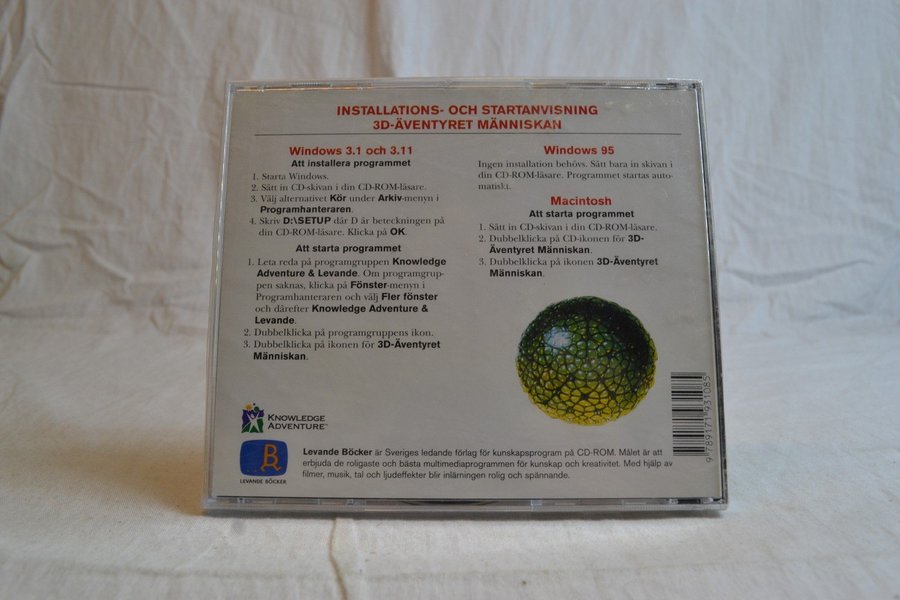 INSTALLATIONS- OCH STARTANVISNING
3D-ÄVENTYRET MÄNNISKAN
Windows 3.1 och 3.11
Att installera programmet
1. Starta Windows.
2. Sätt in CD-skivan i din CD-ROM-läsare.
3. Välj alternativet Kör under Arkiv-menyn i
Programhanteraren.
4. Skriv D:\SETUP där D är beteckningen på
din CD-ROM-läsare. Klicka på OK.
Att starta programmet
1. Leta reda på programgruppen Knowledge
Adventure & Levande. Om programgrup-
pen saknas, klicka på Fönster-menyn i
Programhanteraren och välj Fler fönster
och därefter Knowledge Adventure &
Levande.
2. Dubbelklicka på programgruppens ikon.
3. Dubbelklicka på ikonen för 3D-Äventyret
Människan.
Windows 95
Ingen installation behövs. Sätt bara in skivan i
din CD-ROM-läsare. Programmet startas auto-
matiskt.
Macintosh
Att starta programmet
1. Sätt in CD-skivan i din CD-ROM-läsare.
2. Dubbelklicka på CD-ikonen för 3D-
Äventyret Människan.
3. Dubbelklicka på ikonen 3D-Äventyret
Människan.
KNOWLEDGE
ADVENTURE™
B
LEVANDE BÖCKER
Levande Böcker är Sveriges ledande förlag för kunskapsprogram på CD-ROM. Målet är att
erbjuda de roligaste och bästa multimediaprogrammen för kunskap och kreativitet. Med hjälp av
filmer, musik, tal och ljudeffekter blir inlärningen rolig och spännande.
9 789171 931085